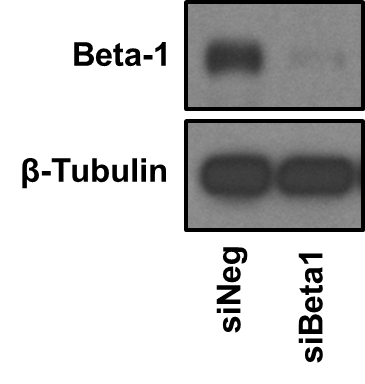 Beta-1
β-Tubulin
siNeg
siBeta1